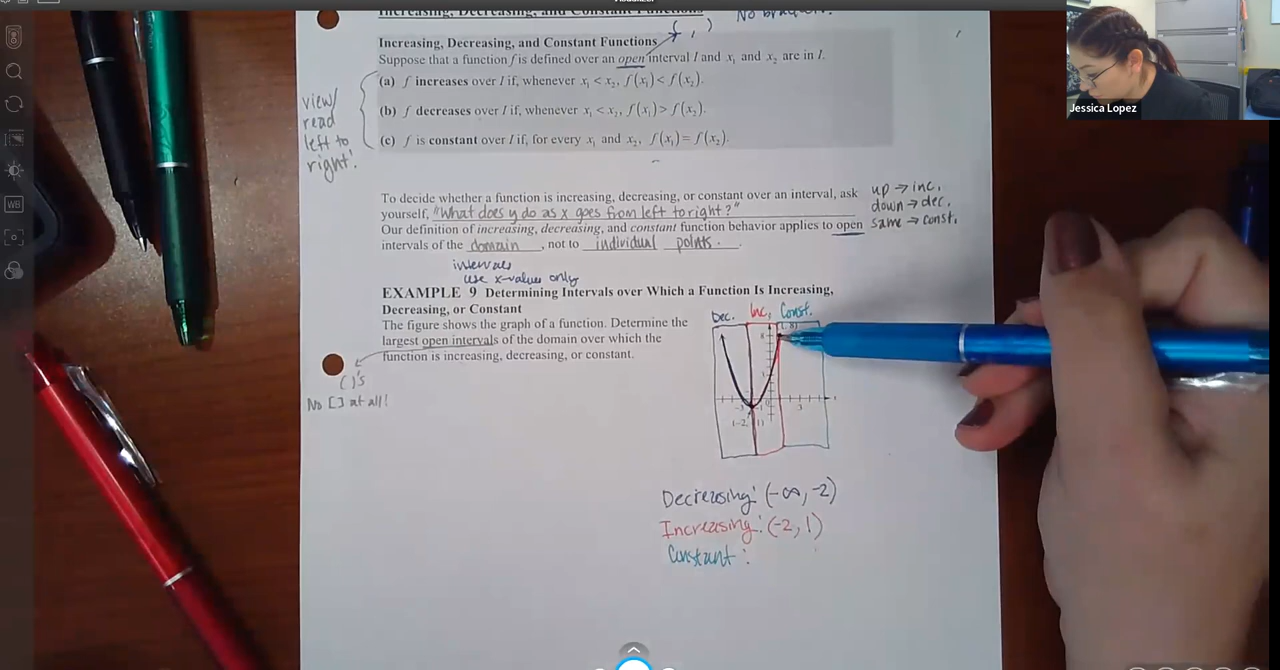 Increasing, Decreasing, and Constant Functions
( , )
Increasing, Decreasing, and Constant Functions
Suppose that a function f is defined over an open interval I and x₁ and x₂ are in I.
(a) f increases over I if, whenever x₁ < x₂, f(x₁) < f(x₂).
(b) f decreases over I if, whenever x₁ < x₂, f(x₁) > f(x₂).
(c) f is constant over I if, for every x₁ and x₂, f(x₁) = f(x₂).
view/
read
left to
right!
To decide whether a function is increasing, decreasing, or constant over an interval, ask
yourself, "What does y do as x goes from left to right?"
Our definition of increasing, decreasing, and constant function behavior applies to open
intervals of the domain, not to individual points.
up → inc.
down → dec.
same → const.
intervals
use x-values only
EXAMPLE 9 Determining Intervals over Which a Function Is Increasing,
Decreasing, or Constant
The figure shows the graph of a function. Determine the
largest open intervals of the domain over which the
function is increasing, decreasing, or constant.
( )'s
No [ ] at all!
Dec. Inc. Const.
(1, 8)
3
(-2, 1)
Decreasing: (-∞, -2)
Increasing: (-2, 1)
Constant:
Jessica Lopez
WB